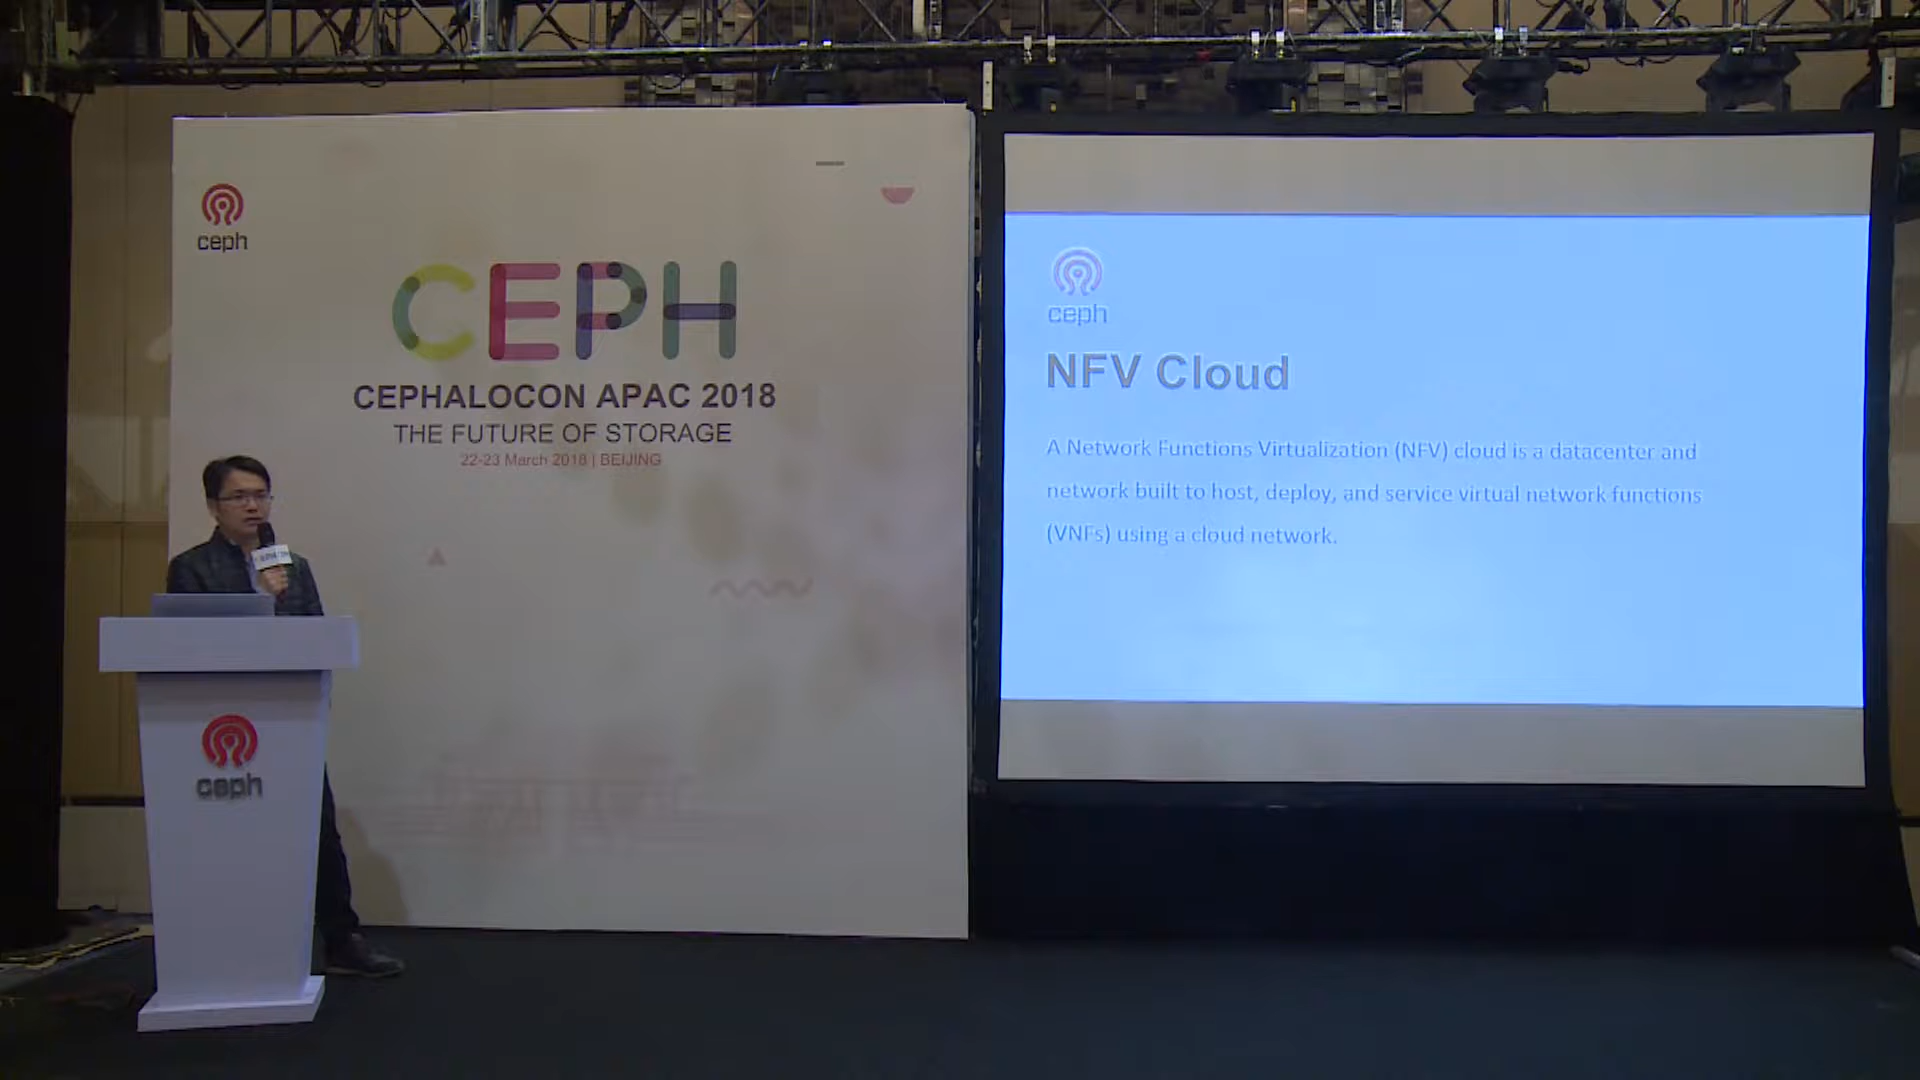 ceph
CEPH
CEPHALOCON APAC 2018
THE FUTURE OF STORAGE
22-23 March 2018 | BEIJING
ceph
ceph
NFV Cloud
A Network Functions Virtualization (NFV) cloud is a datacenter and
network built to host, deploy, and service virtual network functions
(VNFs) using a cloud network.